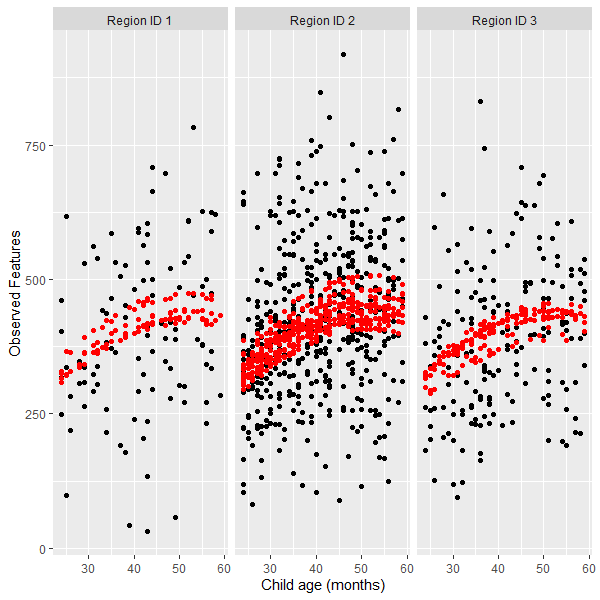 Region ID 1 Region ID 2 Region ID 3
750
500
250
0
Observed Features
30 40 50 60 30 40 50 60 30 40 50 60
Child age (months)